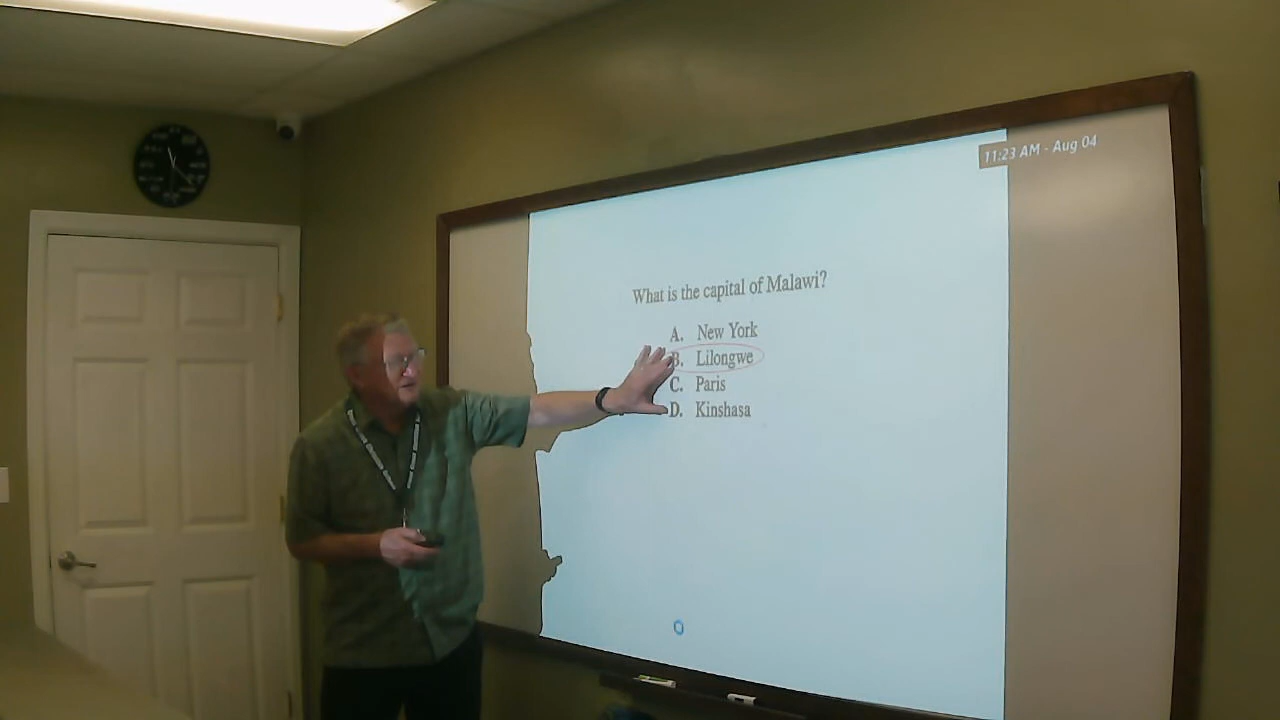 11:23 AM - Aug 04
What is the capital of Malawi?
A. New York
B. Lilongwe
C. Paris
D. Kinshasa